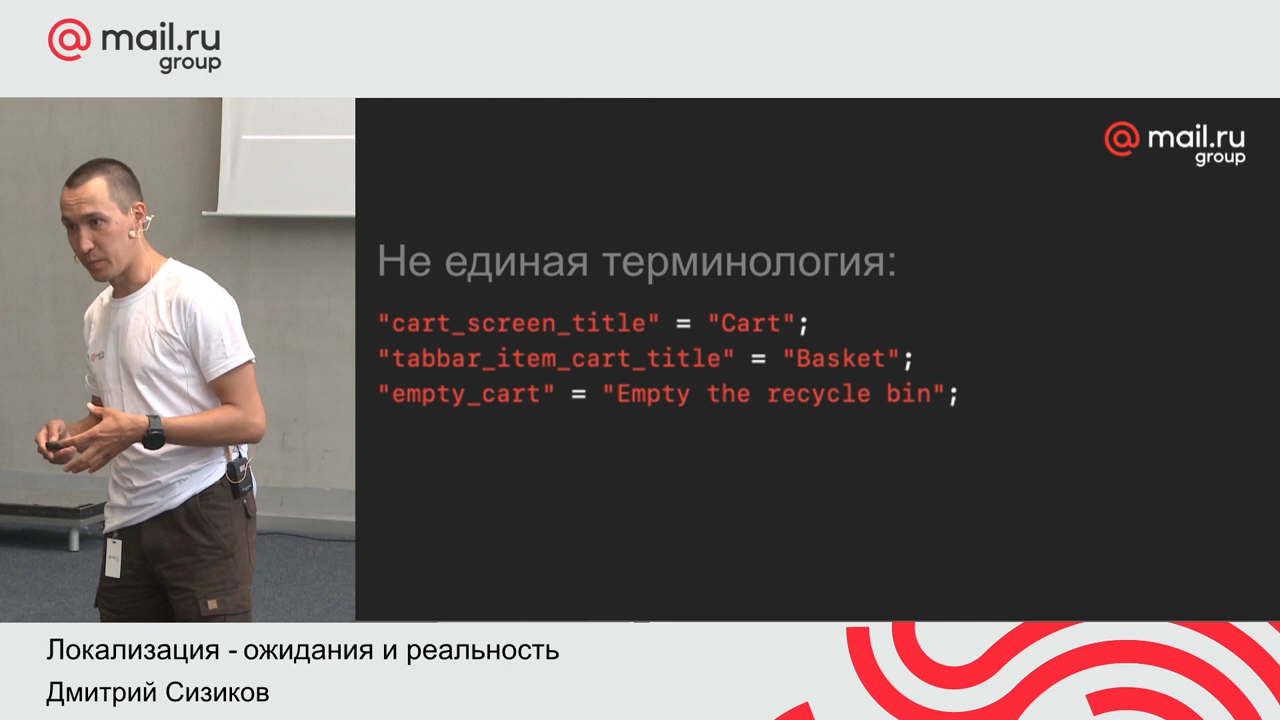 mail.ru
group
mail.ru
group
Не единая терминология:
"cart_screen_title" = "Cart";
"tabbar_item_cart_title" = "Basket";
"empty_cart" = "Empty the recycle bin";
Локализация - ожидания и реальность
Дмитрий Сизиков